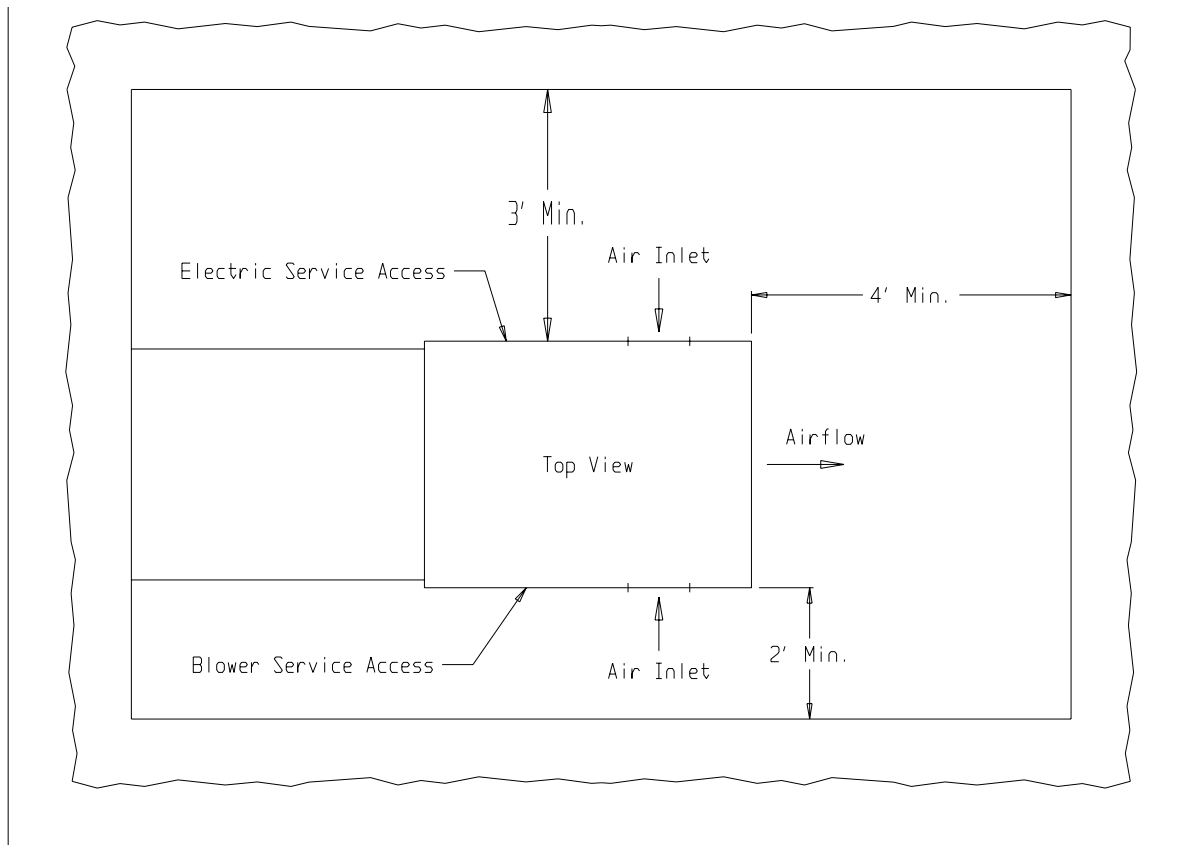 3' Min.
Air Inlet
Electric Service Access
4' Min.
Airflow
Top View
2' Min.
Blower Service Access
Air Inlet